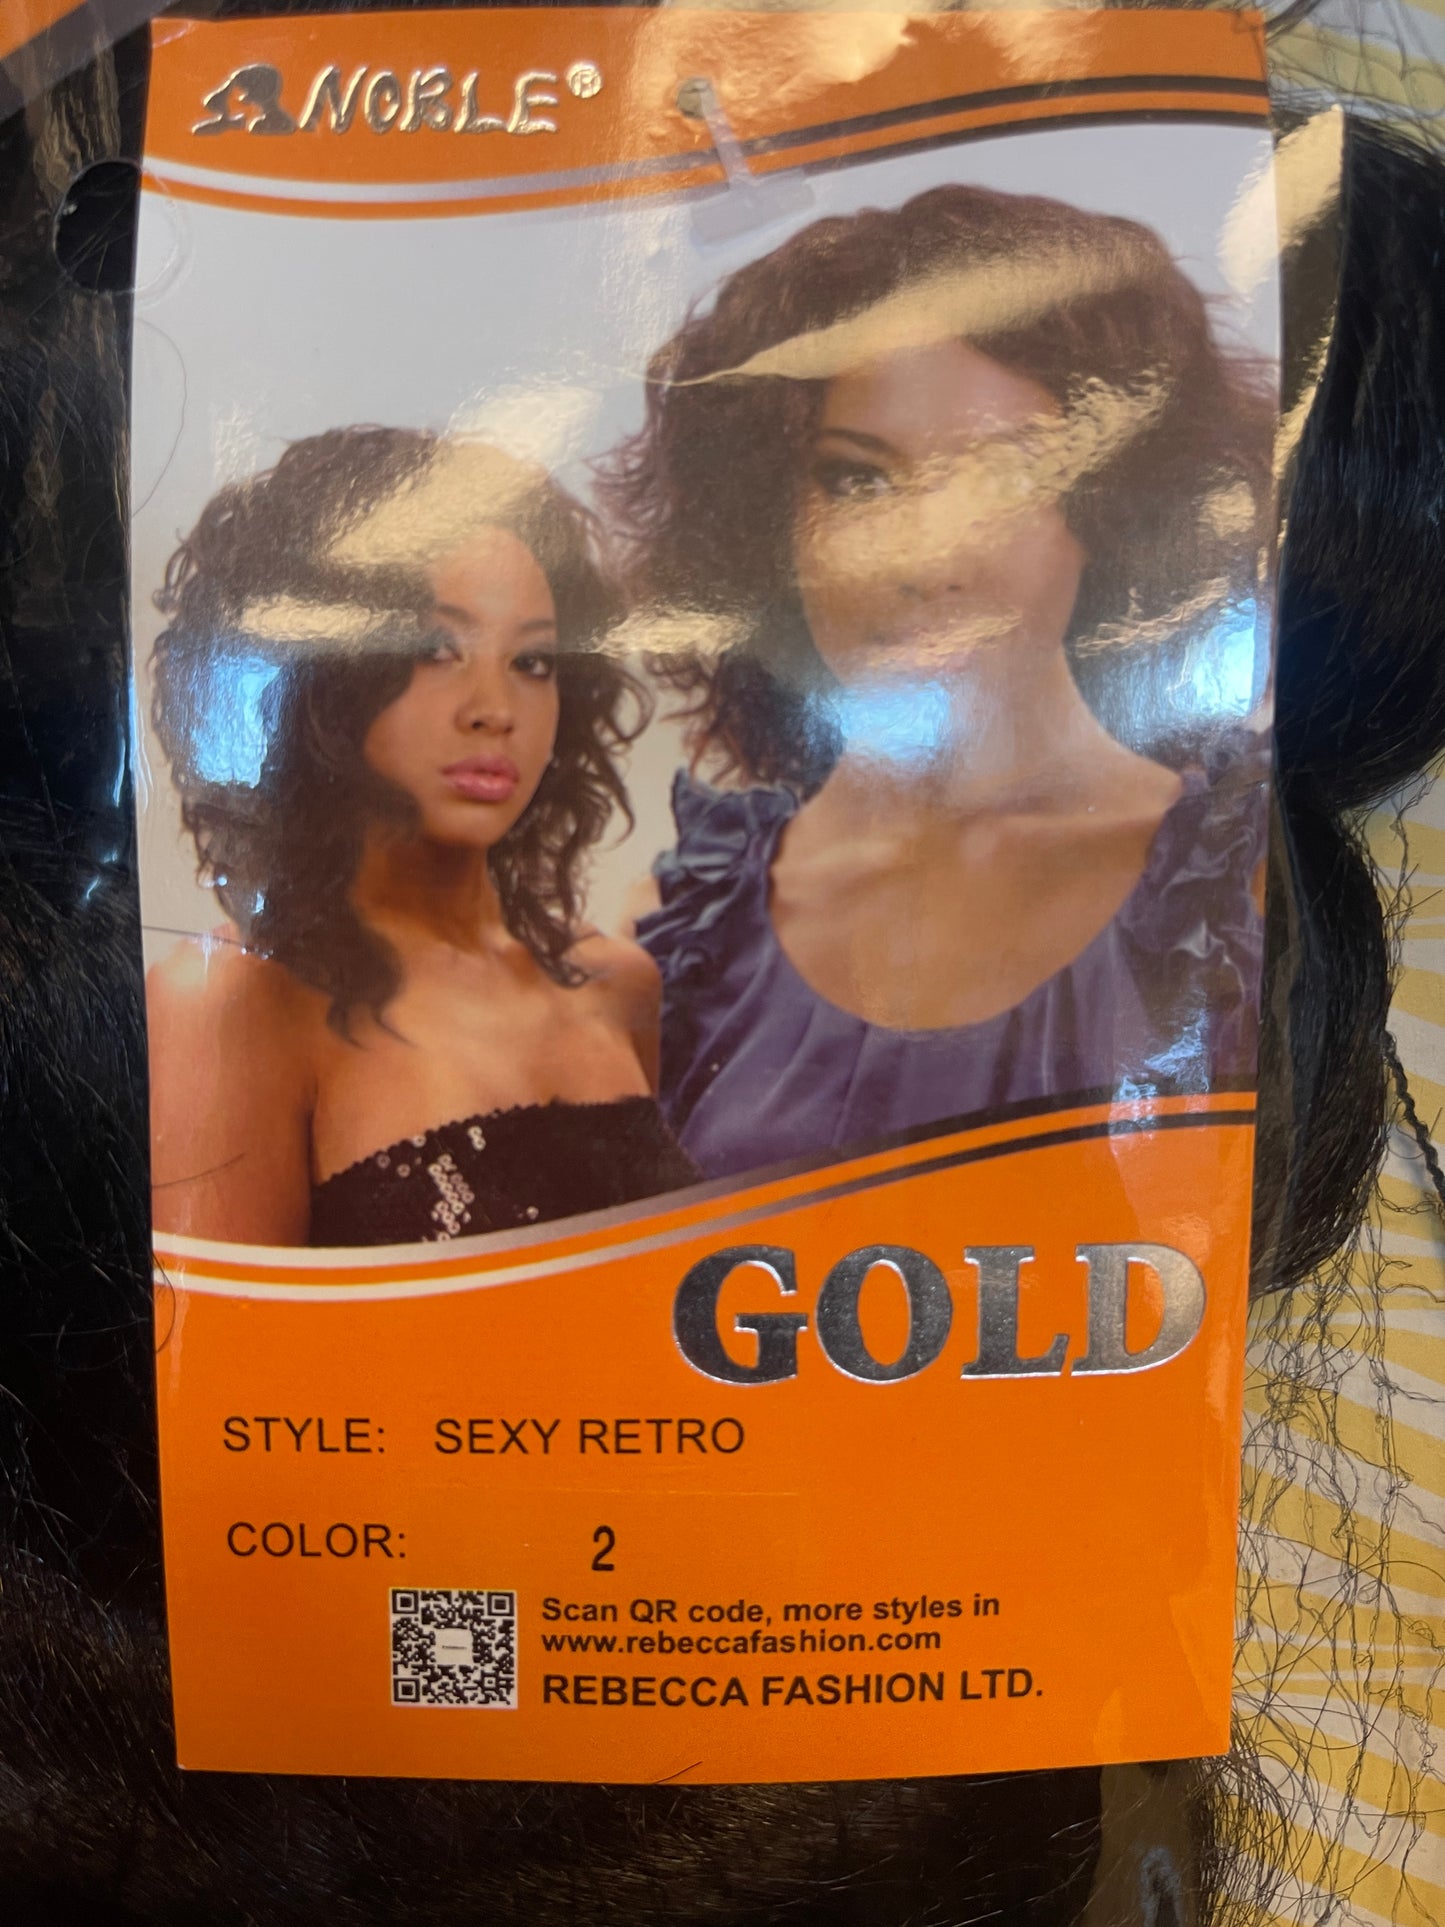 NOBLE®
GOLD
STYLE: SEXY RETRO
COLOR: 2
Scan QR code, more styles in
www.rebeccafashion.com
REBECCA FASHION LTD.